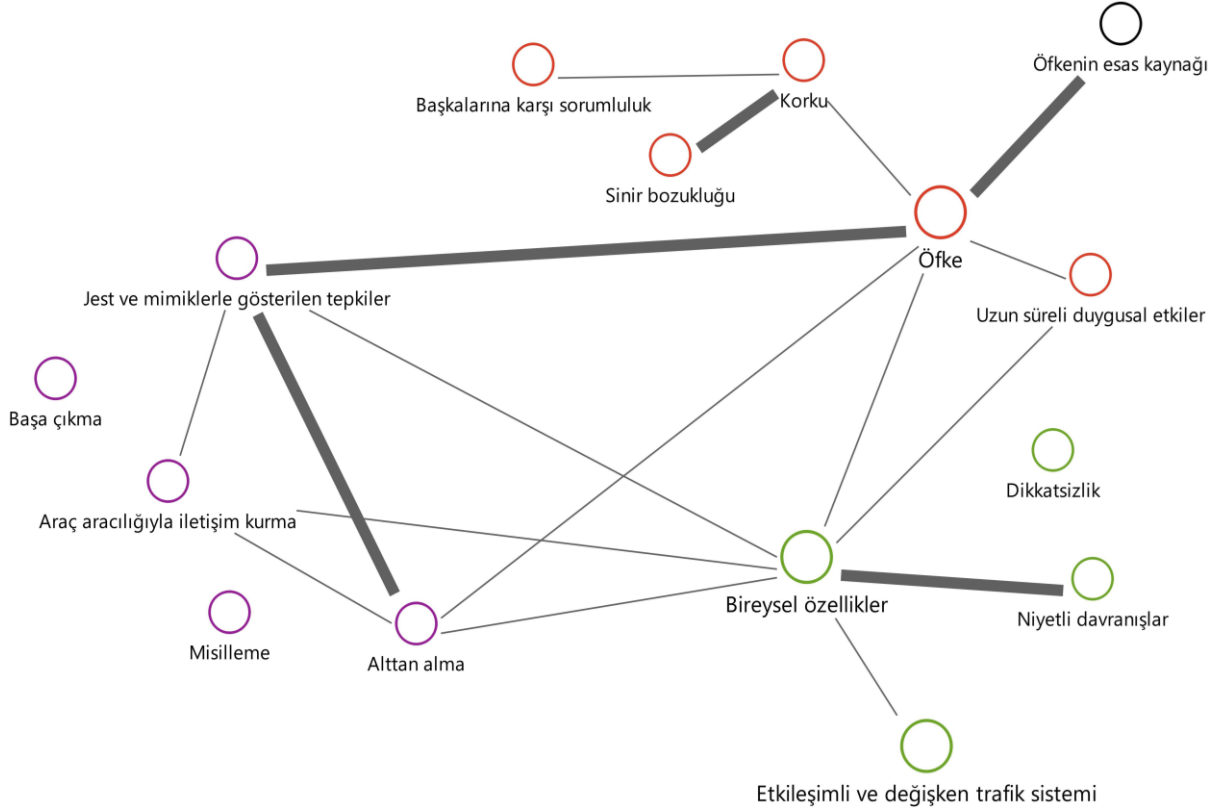 Öfkenin esas kaynağı
Başkalarına karşı sorumluluk
Korku
Sinir bozukluğu
Öfke
Jest ve mimiklerle gösterilen tepkiler
Uzun süreli duygusal etkiler
Başa çıkma
Dikkatsizlik
Araç aracılığıyla iletişim kurma
Bireysel özellikler
Niyetli davranışlar
Misilleme
Alttan alma
Etkileşimli ve değişken trafik sistemi